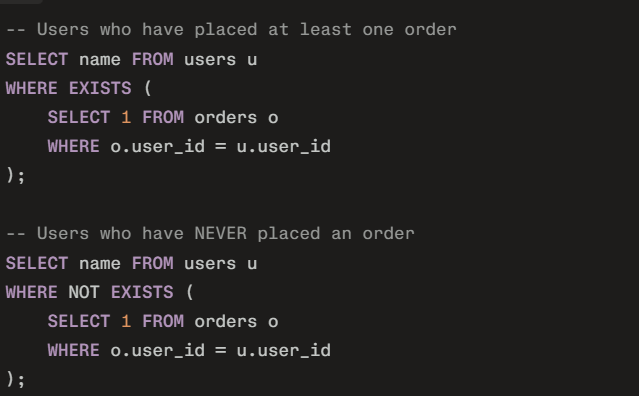 -- Users who have placed at least one order
SELECT name FROM users u
WHERE EXISTS (
    SELECT 1 FROM orders o
    WHERE o.user_id = u.user_id
);

-- Users who have NEVER placed an order
SELECT name FROM users u
WHERE NOT EXISTS (
    SELECT 1 FROM orders o
    WHERE o.user_id = u.user_id
);